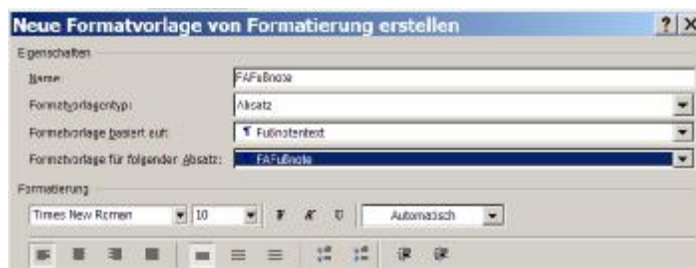 Neue Formatvorlage von Formatierung erstellen
Eigenschaften
Name: FAFußnote
Formatvorlagentyp: Absatz
Formatvorlage basiert auf: ¶ Fußnotentext
Formatvorlage für folgender Absatz: FAFußnote
Formatierung
Times New Roman 10 F K U Automatisch